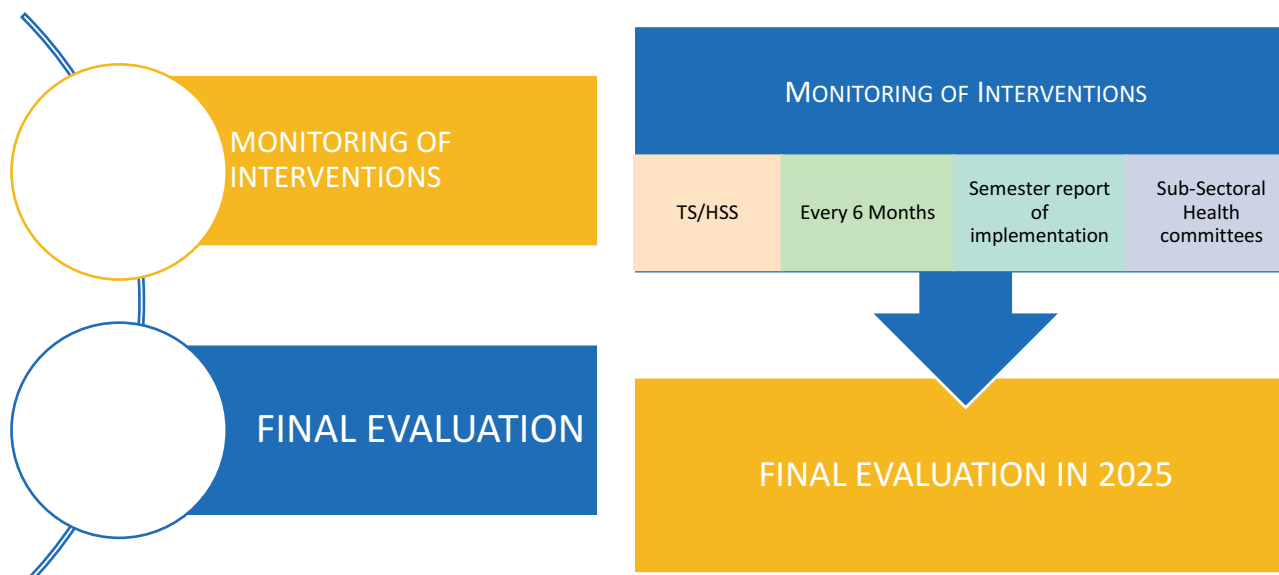 MONITORING OF
INTERVENTIONS
FINAL EVALUATION
MONITORING OF INTERVENTIONS
TS/HSS
Every 6 Months
Semester report
of
implementation
Sub-Sectoral
Health
committees
FINAL EVALUATION IN 2025